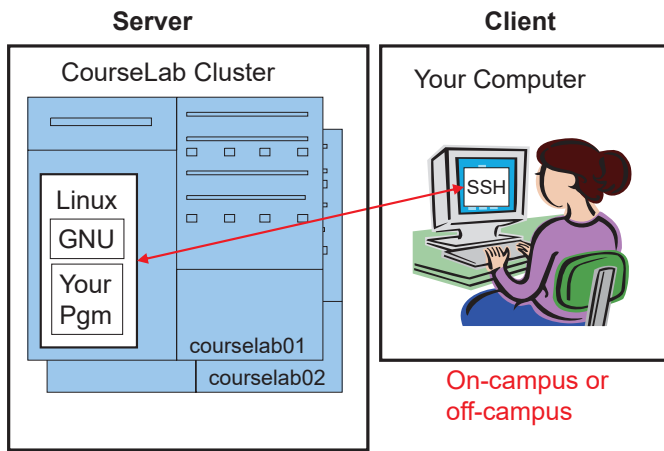 Server
CourseLab Cluster
Linux
GNU
Your
Pgm
courselab01
courselab02
Client
Your Computer
SSH
On-campus or
off-campus